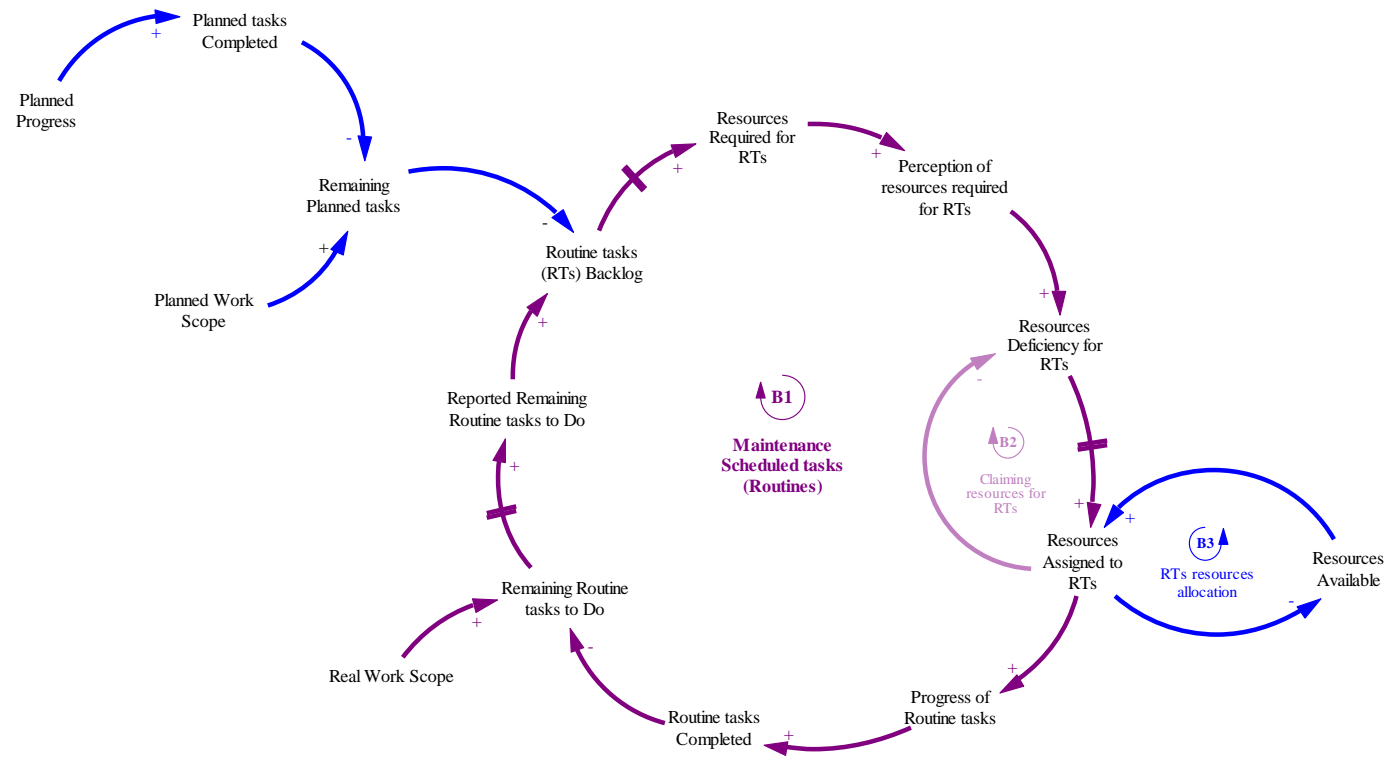 Planned tasks
Completed
+
Planned
Progress
-
Remaining
Planned tasks
+
Planned Work
Scope
-
Routine tasks
(RTs) Backlog
+
Resources
Required for
RTs
+
Perception of
resources required
for RTs
+
Resources
Deficiency for
RTs
-
B2
Claiming
resources for
RTs
+
Resources
Assigned to
RTs
+
B3
RTs resources
allocation
-
Resources
Available
B1
Maintenance
Scheduled tasks
(Routines)
+
Reported Remaining
Routine tasks to Do
+
Remaining Routine
tasks to Do
+
Real Work Scope
-
Routine tasks
Completed
+
Progress of
Routine tasks
+